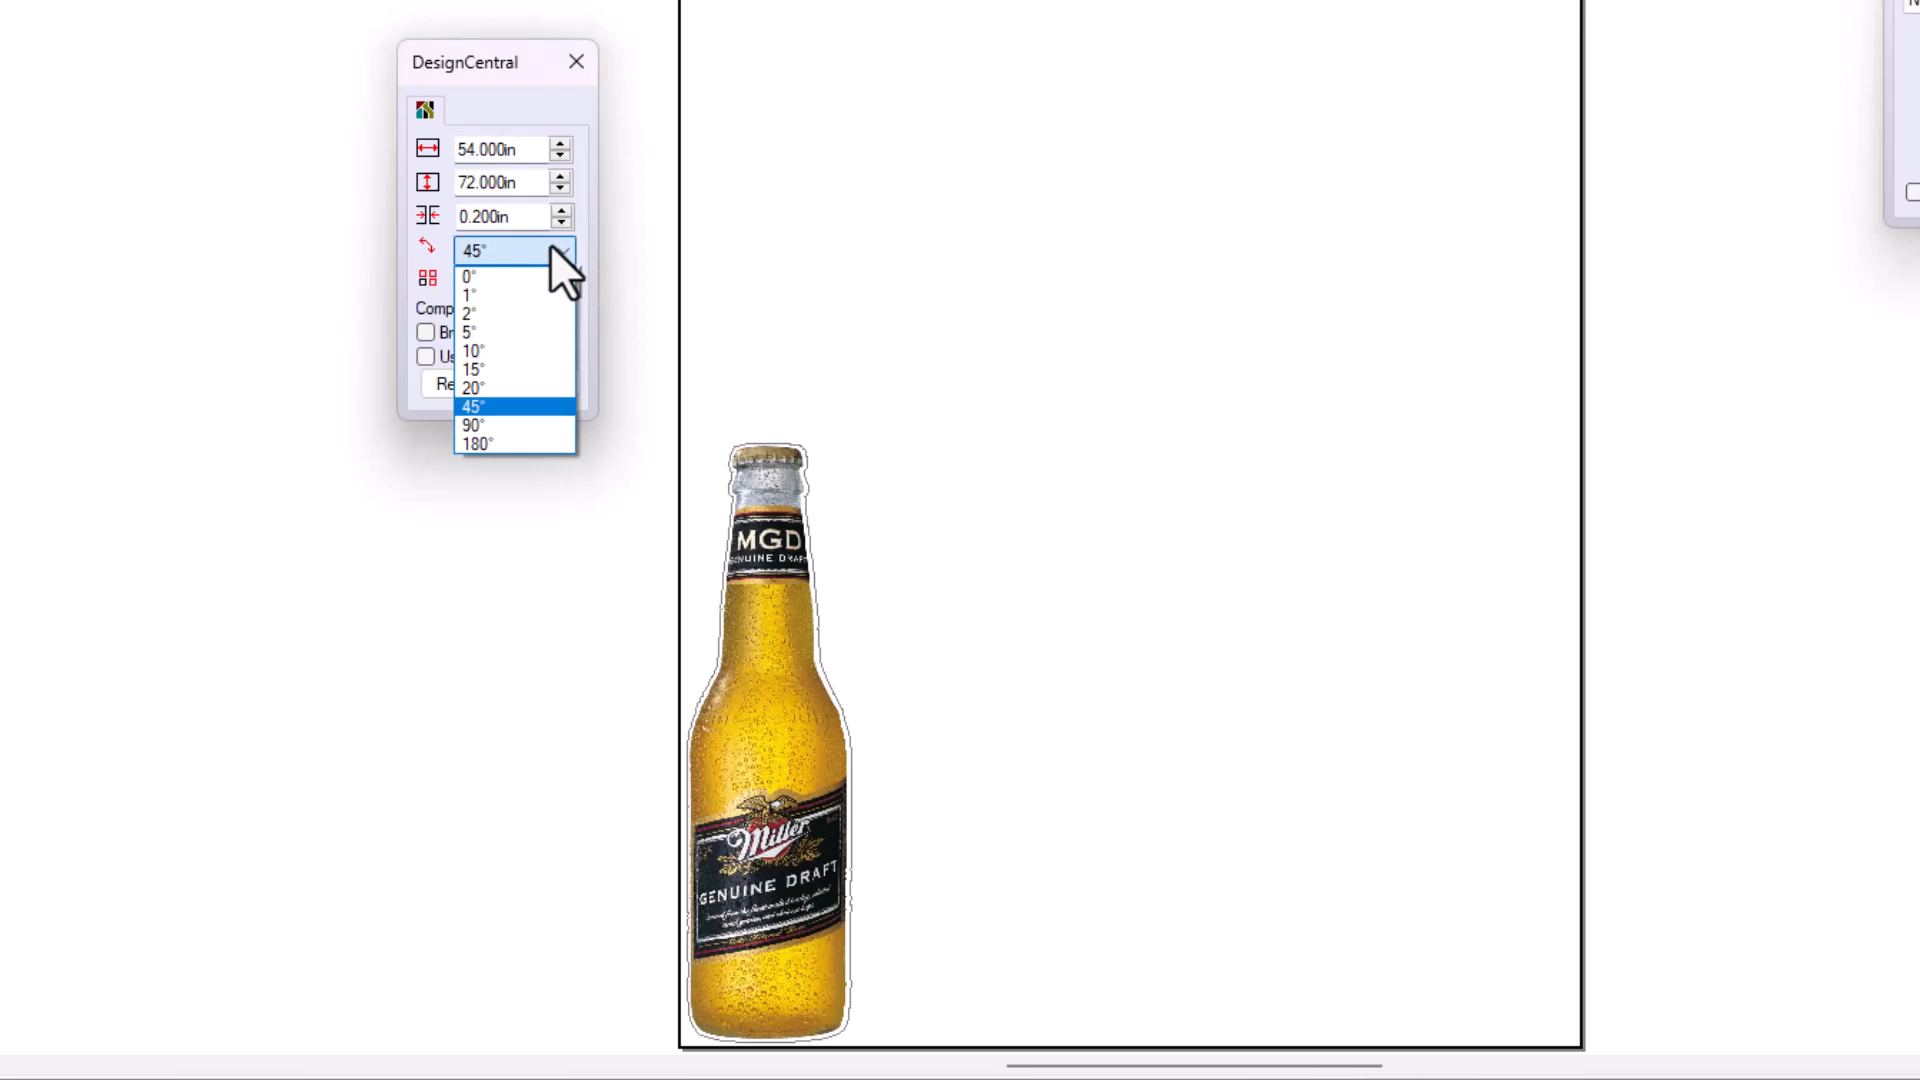 DesignCentral
54.000in
72.000in
0.200in
45°
0°
1°
2°
5°
10°
15°
20°
45°
90°
180°
Comp
Br
Us
Re
MGD
GENUINE DRAFT
Miller
GENUINE DRAFT